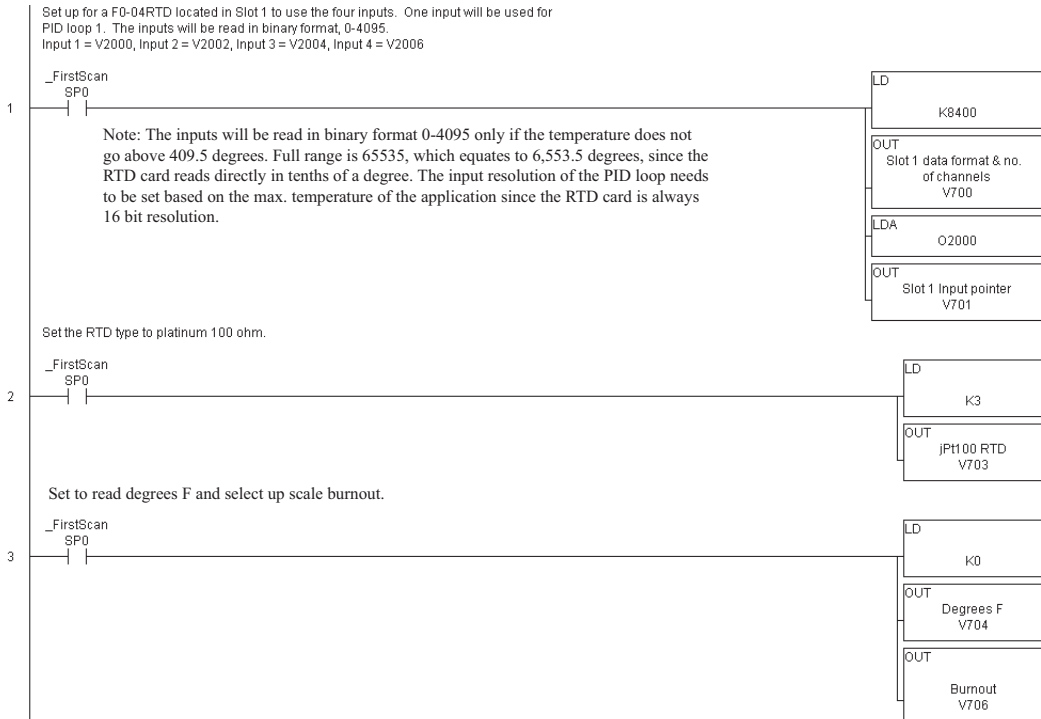 Set up for a F0-04RTD located in Slot 1 to use the four inputs.  One input will be used for
PID loop 1.  The inputs will be read in binary format, 0-4095.
Input 1 = V2000, Input 2 = V2002, Input 3 = V2004, Input 4 = V2006
_FirstScan
SP0
1
LD
K8400
Note: The inputs will be read in binary format 0-4095 only if the temperature does not
go above 409.5 degrees. Full range is 65535, which equates to 6,553.5 degrees, since the
RTD card reads directly in tenths of a degree. The input resolution of the PID loop needs
to be set based on the max. temperature of the application since the RTD card is always
16 bit resolution.
OUT
Slot 1 data format & no.
of channels
V700
LDA
O2000
OUT
Slot 1 Input pointer
V701
Set the RTD type to platinum 100 ohm.
_FirstScan
SP0
2
LD
K3
OUT
jPt100 RTD
V703
Set to read degrees F and select up scale burnout.
_FirstScan
SP0
3
LD
K0
OUT
Degrees F
V704
OUT
Burnout
V706